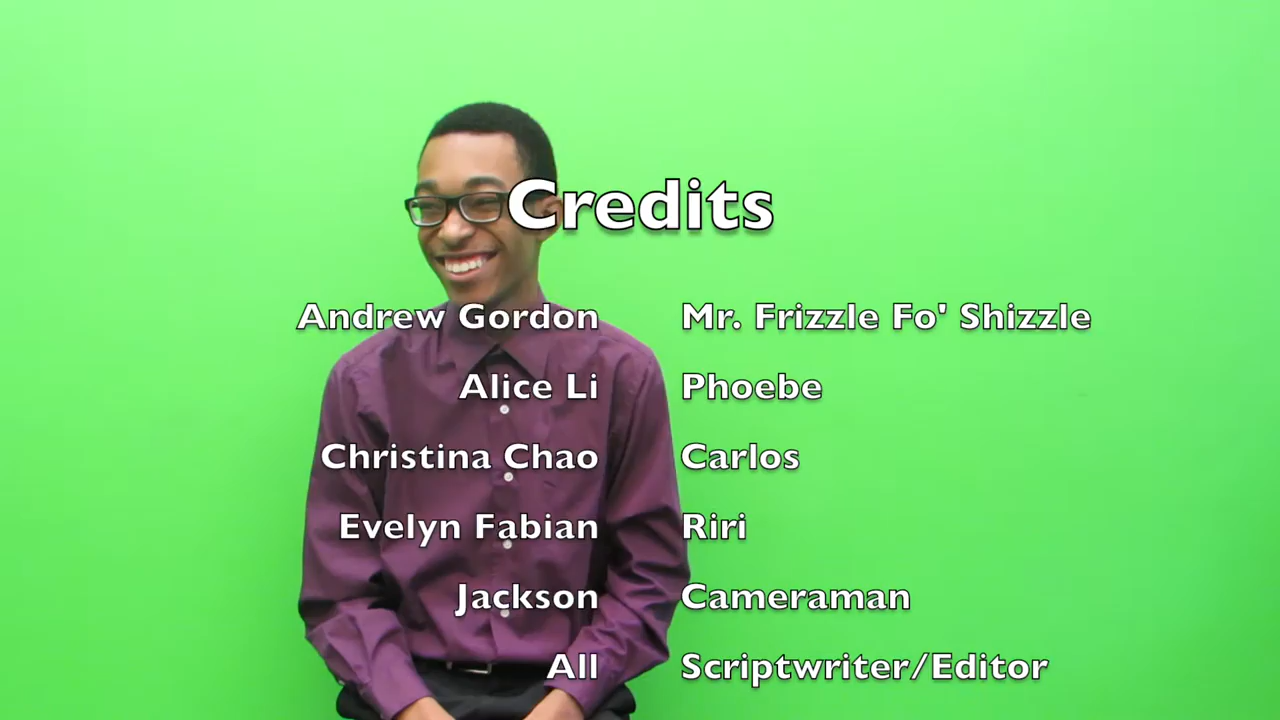 Credits
Andrew Gordon Mr. Frizzle Fo' Shizzle
Alice Li Phoebe
Christina Chao Carlos
Evelyn Fabian Riri
Jackson Cameraman
All Scriptwriter/Editor